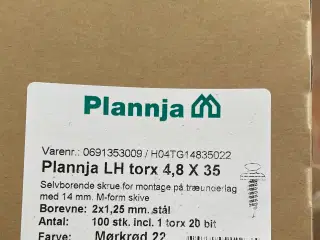 Plannja
Varenr.: 0691353009 / H04TG14835022
Plannja LH torx 4,8 X 35
Selvborende skrue for montage på træunderlag
med 14 mm. M-form skive
Borevne: 2x1,25 mm. stål
Antal: 100 stk. incl. 1 torx 20 bit
Farve: Mørkrød 22